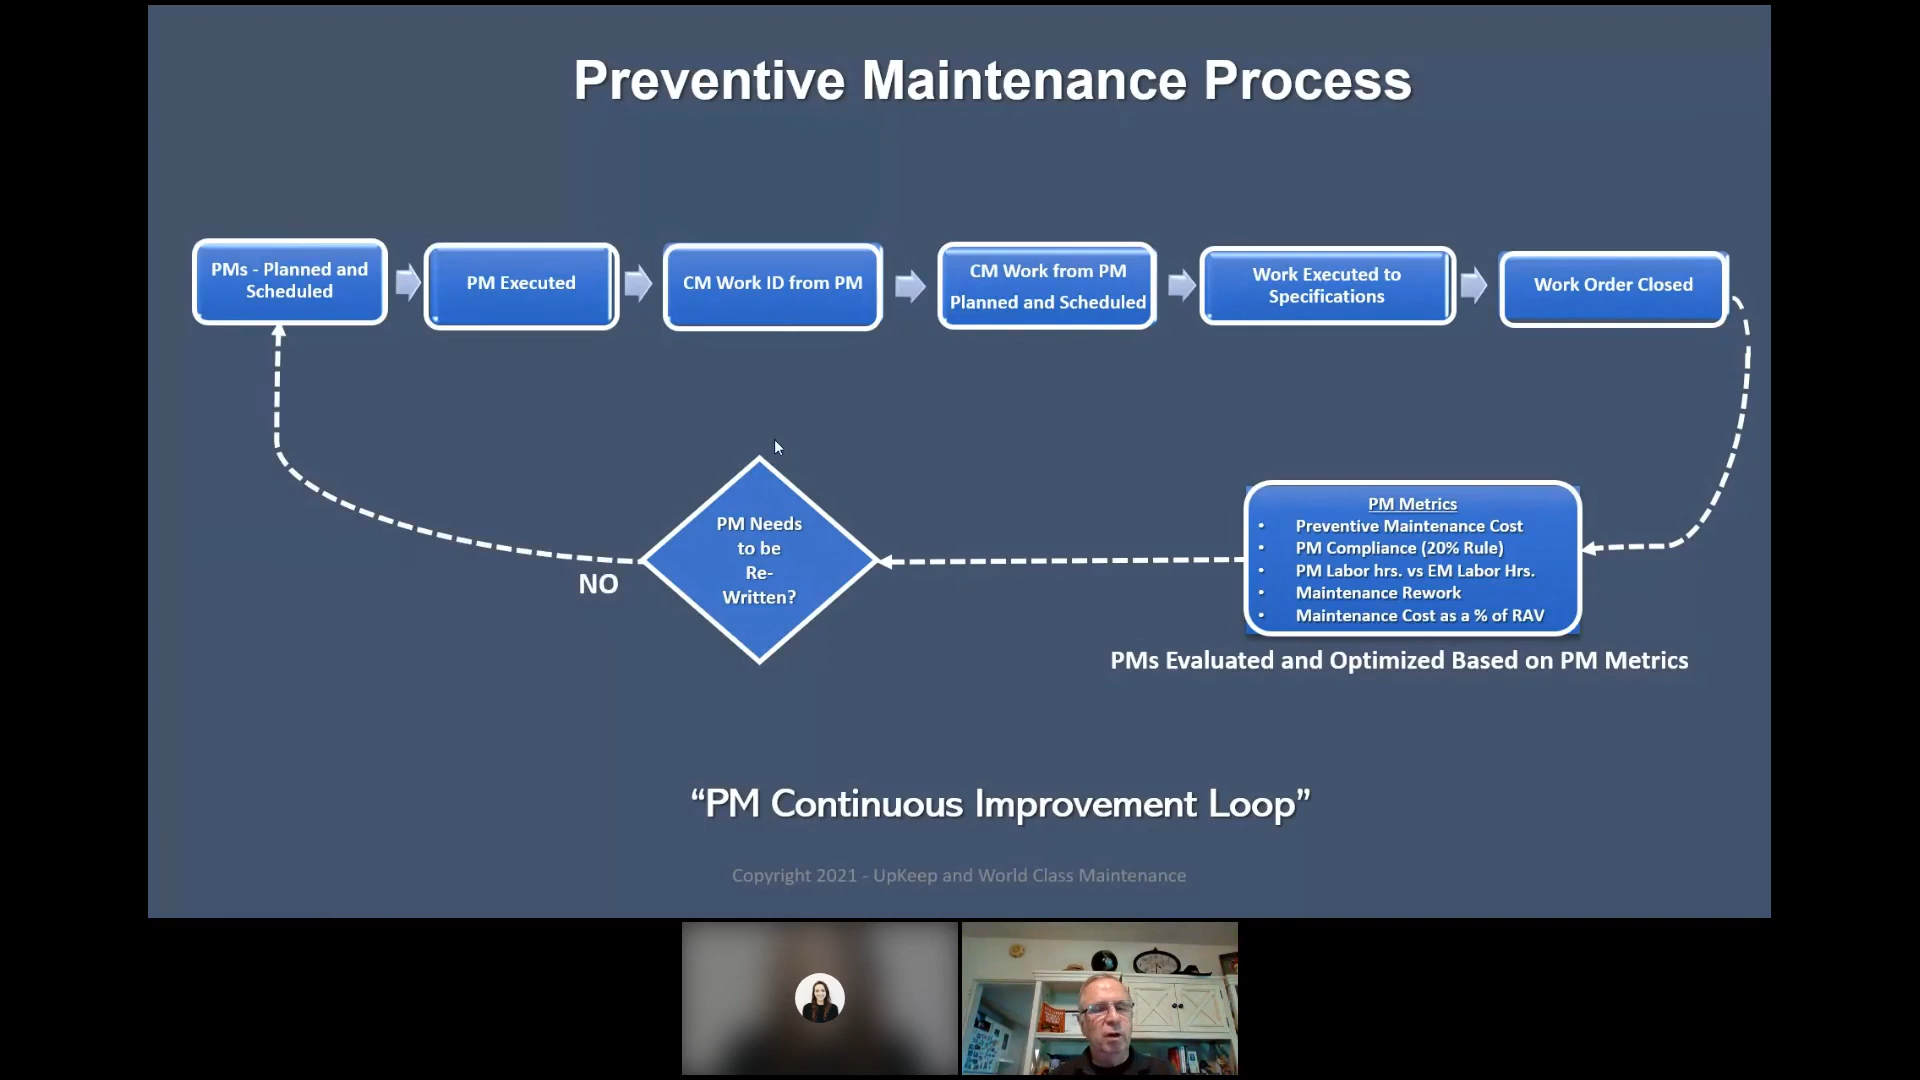 Preventive Maintenance Process
PMs - Planned and
Scheduled
PM Executed
CM Work ID from PM
CM Work from PM
Planned and Scheduled
Work Executed to
Specifications
Work Order Closed
PM Needs
to be
Re-
Written?
NO
PM Metrics
• Preventive Maintenance Cost
• PM Compliance (20% Rule)
• PM Labor hrs. vs EM Labor Hrs.
• Maintenance Rework
• Maintenance Cost as a % of RAV
PMs Evaluated and Optimized Based on PM Metrics
“PM Continuous Improvement Loop”
Copyright 2021 - UpKeep and World Class Maintenance